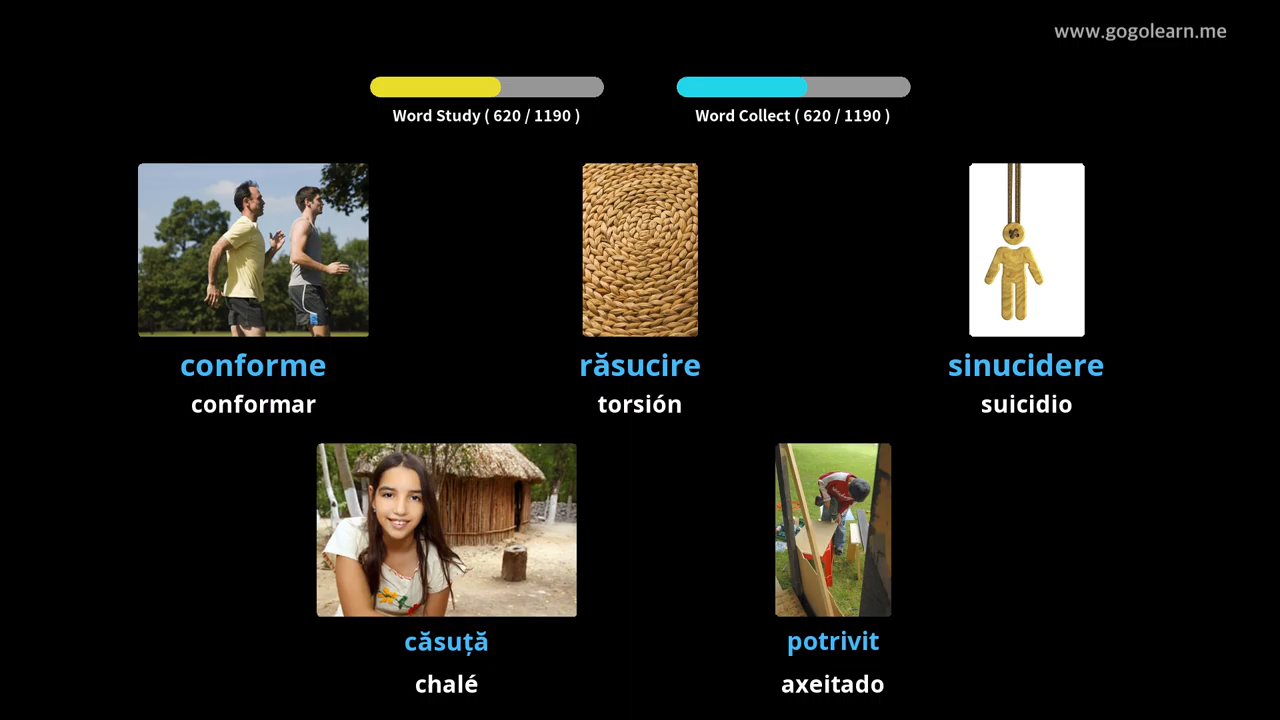 www.gogolearn.me
Word Study ( 620 / 1190 )
Word Collect ( 620 / 1190 )
conforme
conformar
răsucire
torsión
sinucidere
suicidio
căsuță
chalé
potrivit
axeitado